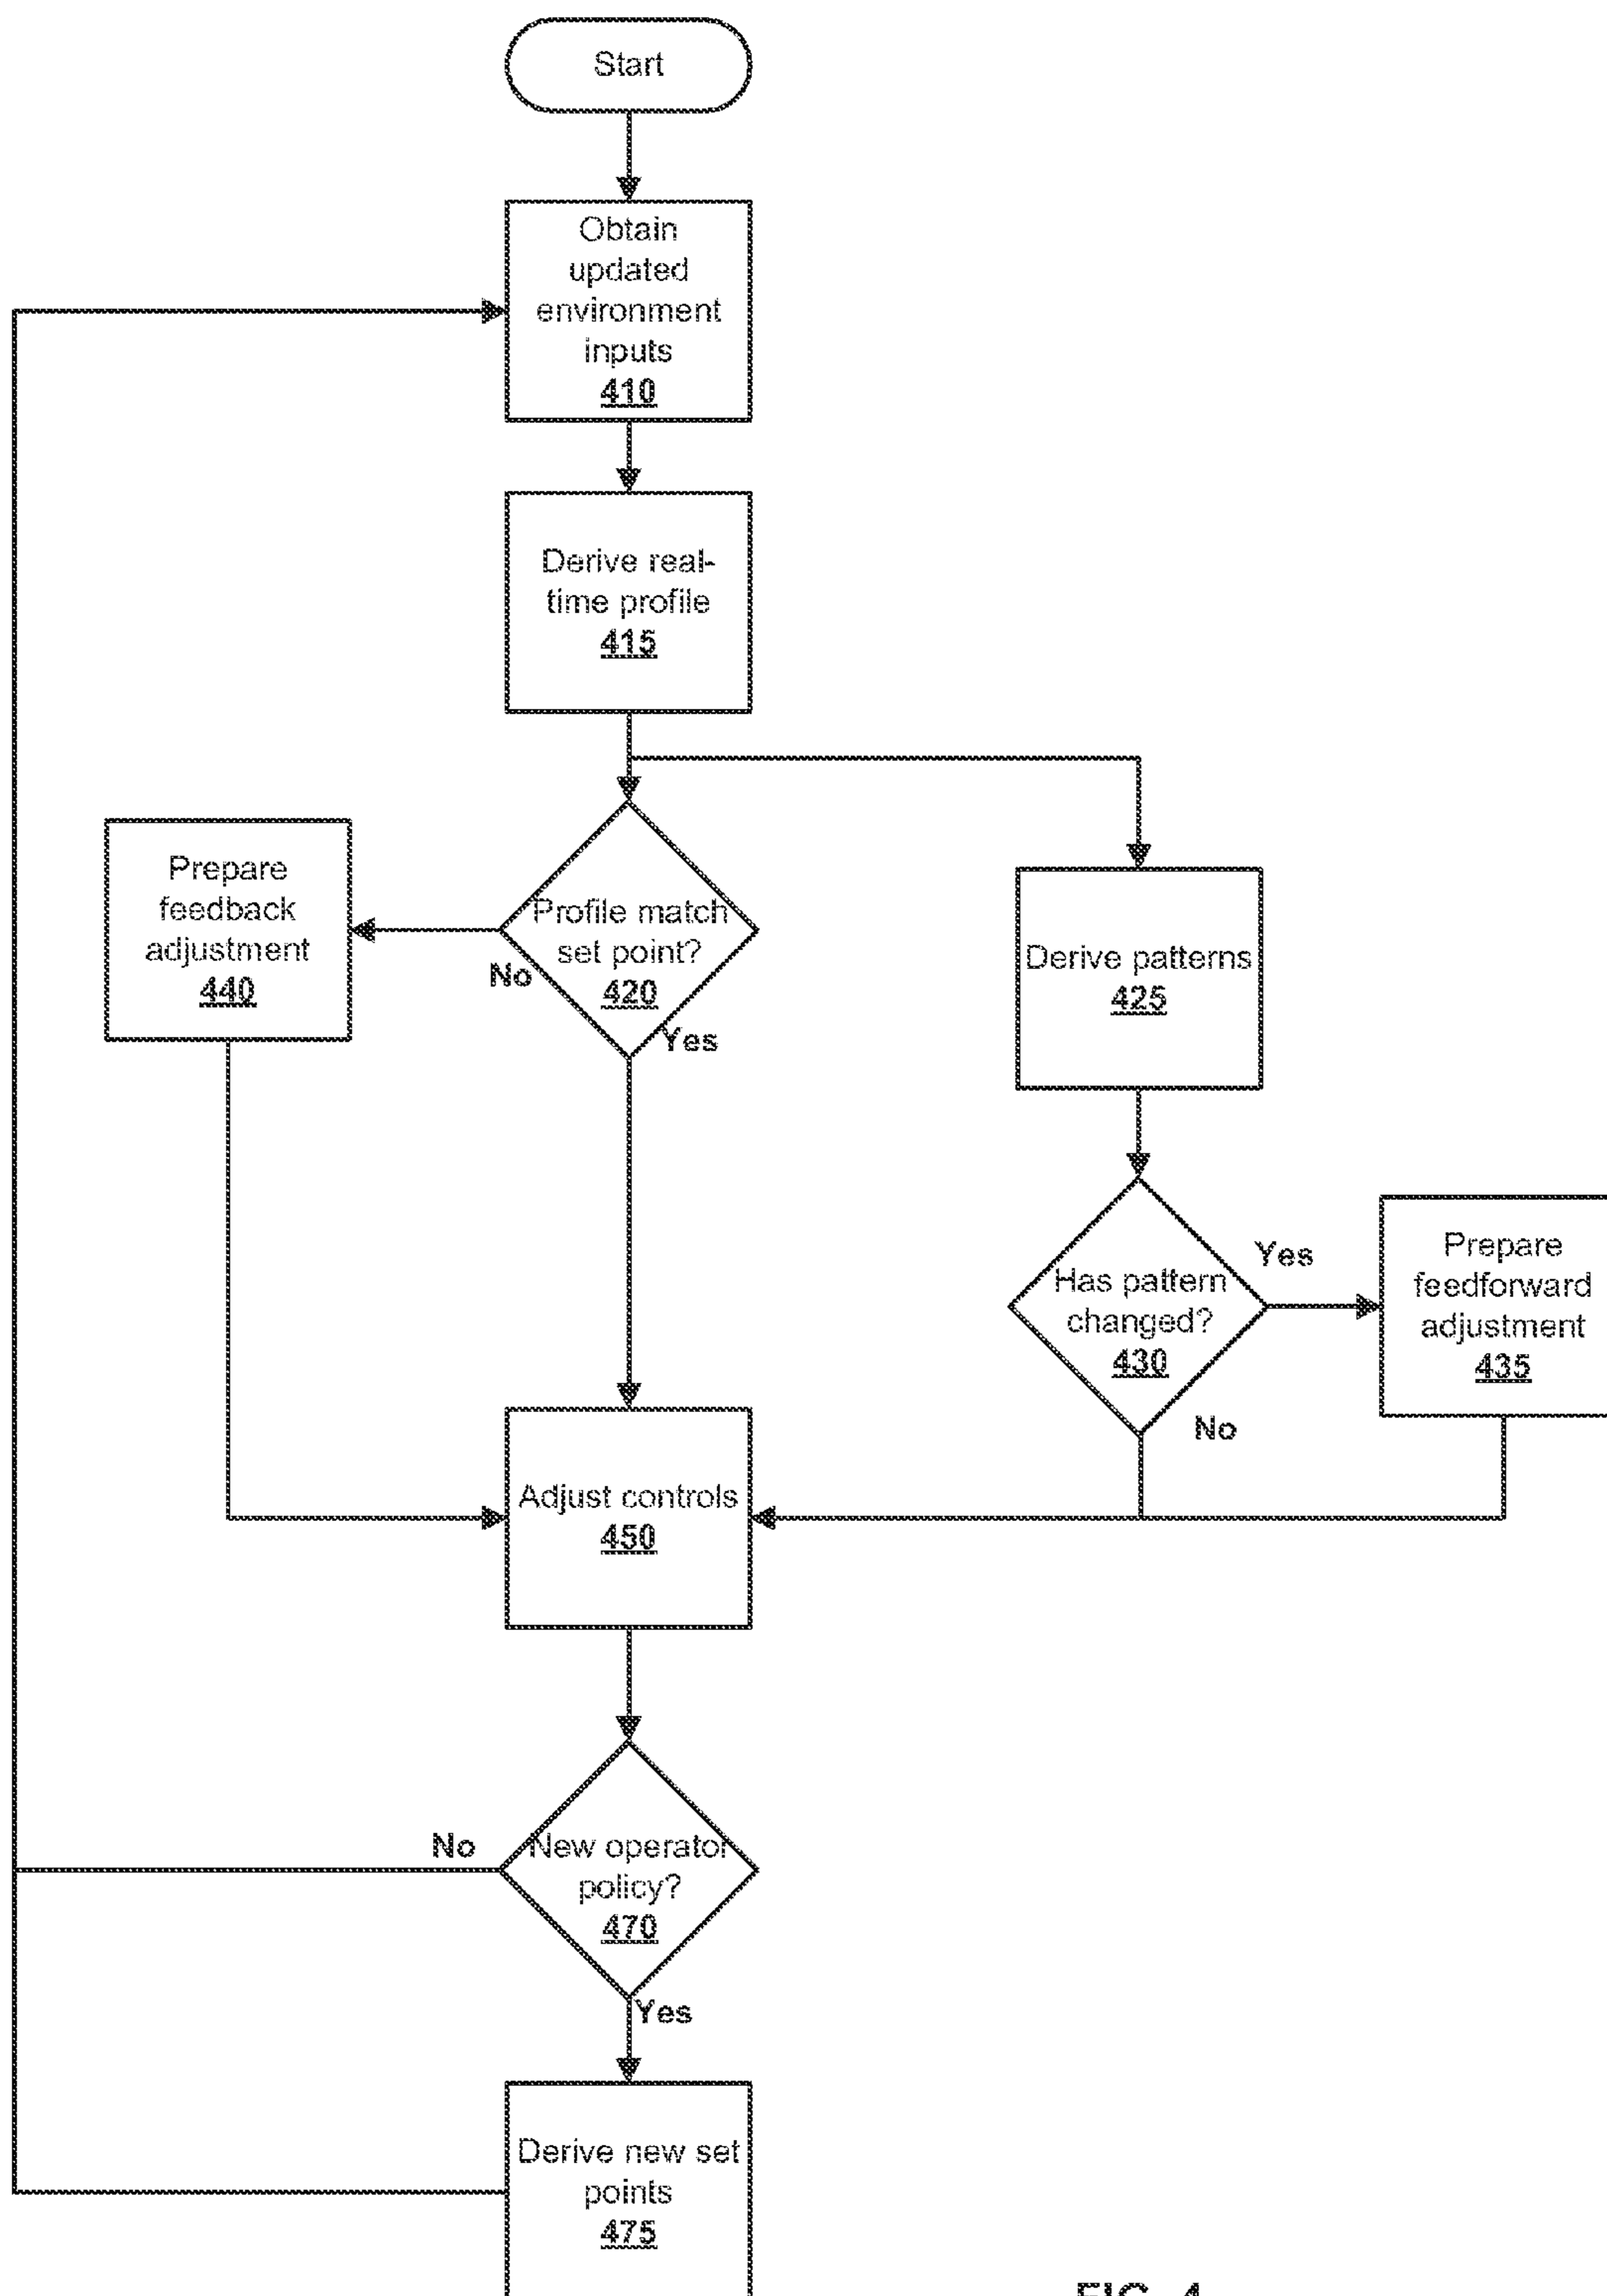 Start
Obtain
updated
environment
inputs
410
Derive real-
time profile
415
Prepare
feedback
adjustment
440
Profile match
set point?
420
No
Yes
Derive patterns
425
Has pattern
changed?
430
Yes
No
Prepare
feedforward
adjustment
435
Adjust controls
450
New operator
policy?
470
No
Yes
Derive new set
points
475
FIG. 4